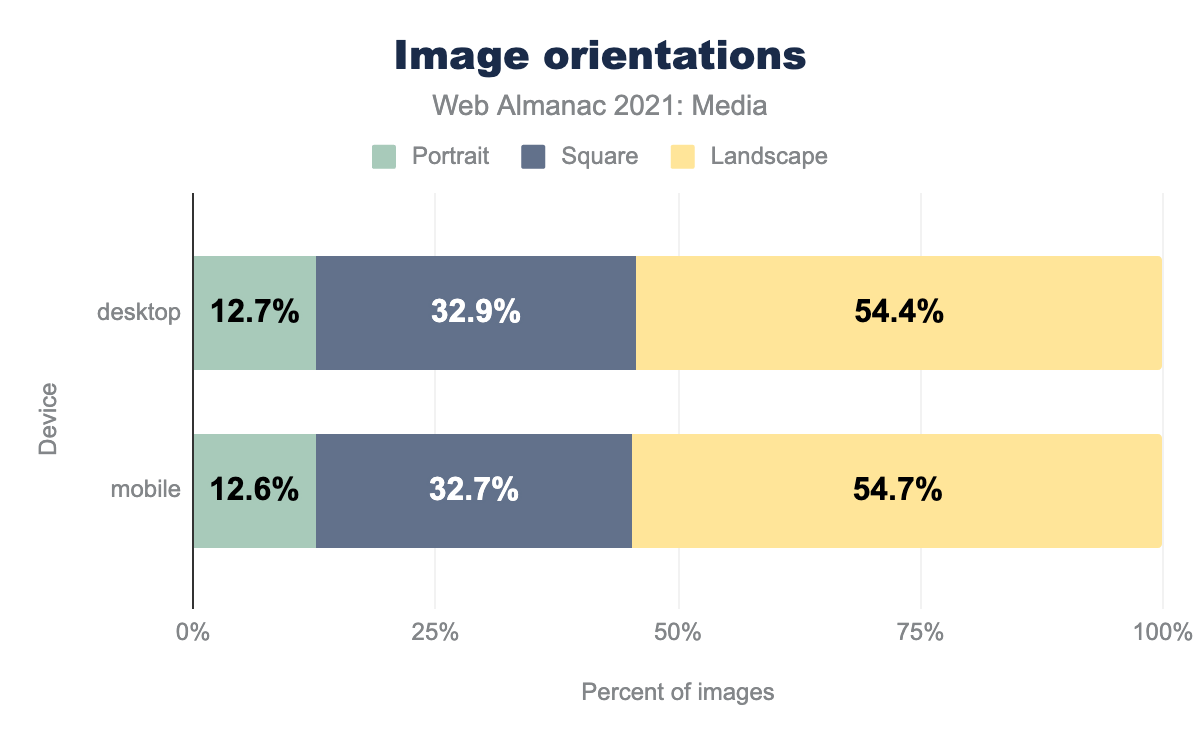 Image orientations
Web Almanac 2021: Media
Portrait Square Landscape
desktop 12.7% 32.9% 54.4%
Device
mobile 12.6% 32.7% 54.7%
0% 25% 50% 75% 100%
Percent of images